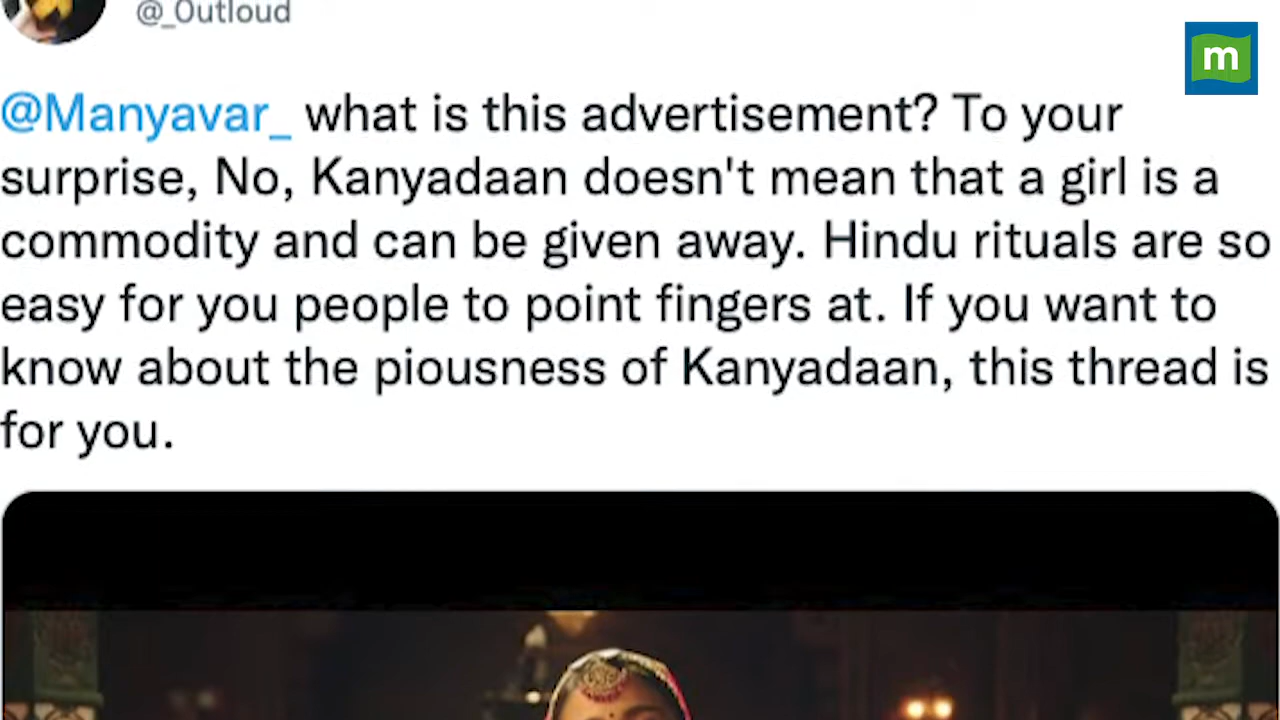 @_Outloud
m
@Manyavar_ what is this advertisement? To your
surprise, No, Kanyadaan doesn't mean that a girl is a
commodity and can be given away. Hindu rituals are so
easy for you people to point fingers at. If you want to
know about the piousness of Kanyadaan, this thread is
for you.